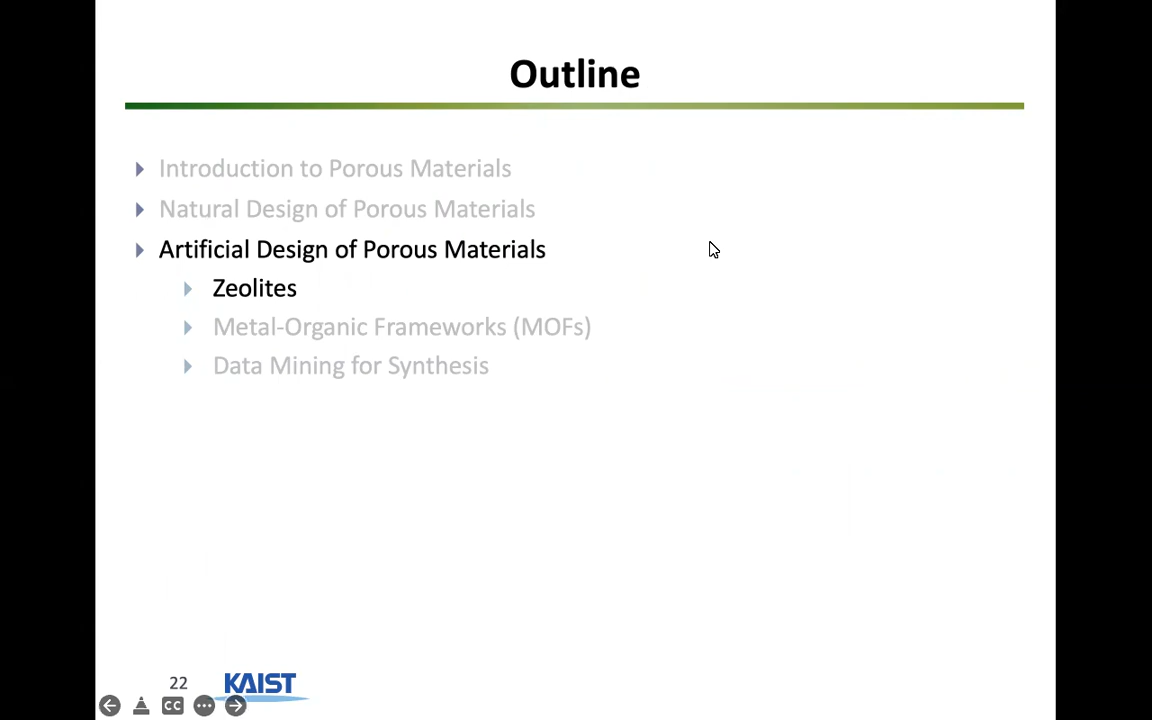 Outline
Introduction to Porous Materials
Natural Design of Porous Materials
Artificial Design of Porous Materials
Zeolites
Metal-Organic Frameworks (MOFs)
Data Mining for Synthesis
22
KAIST
CC